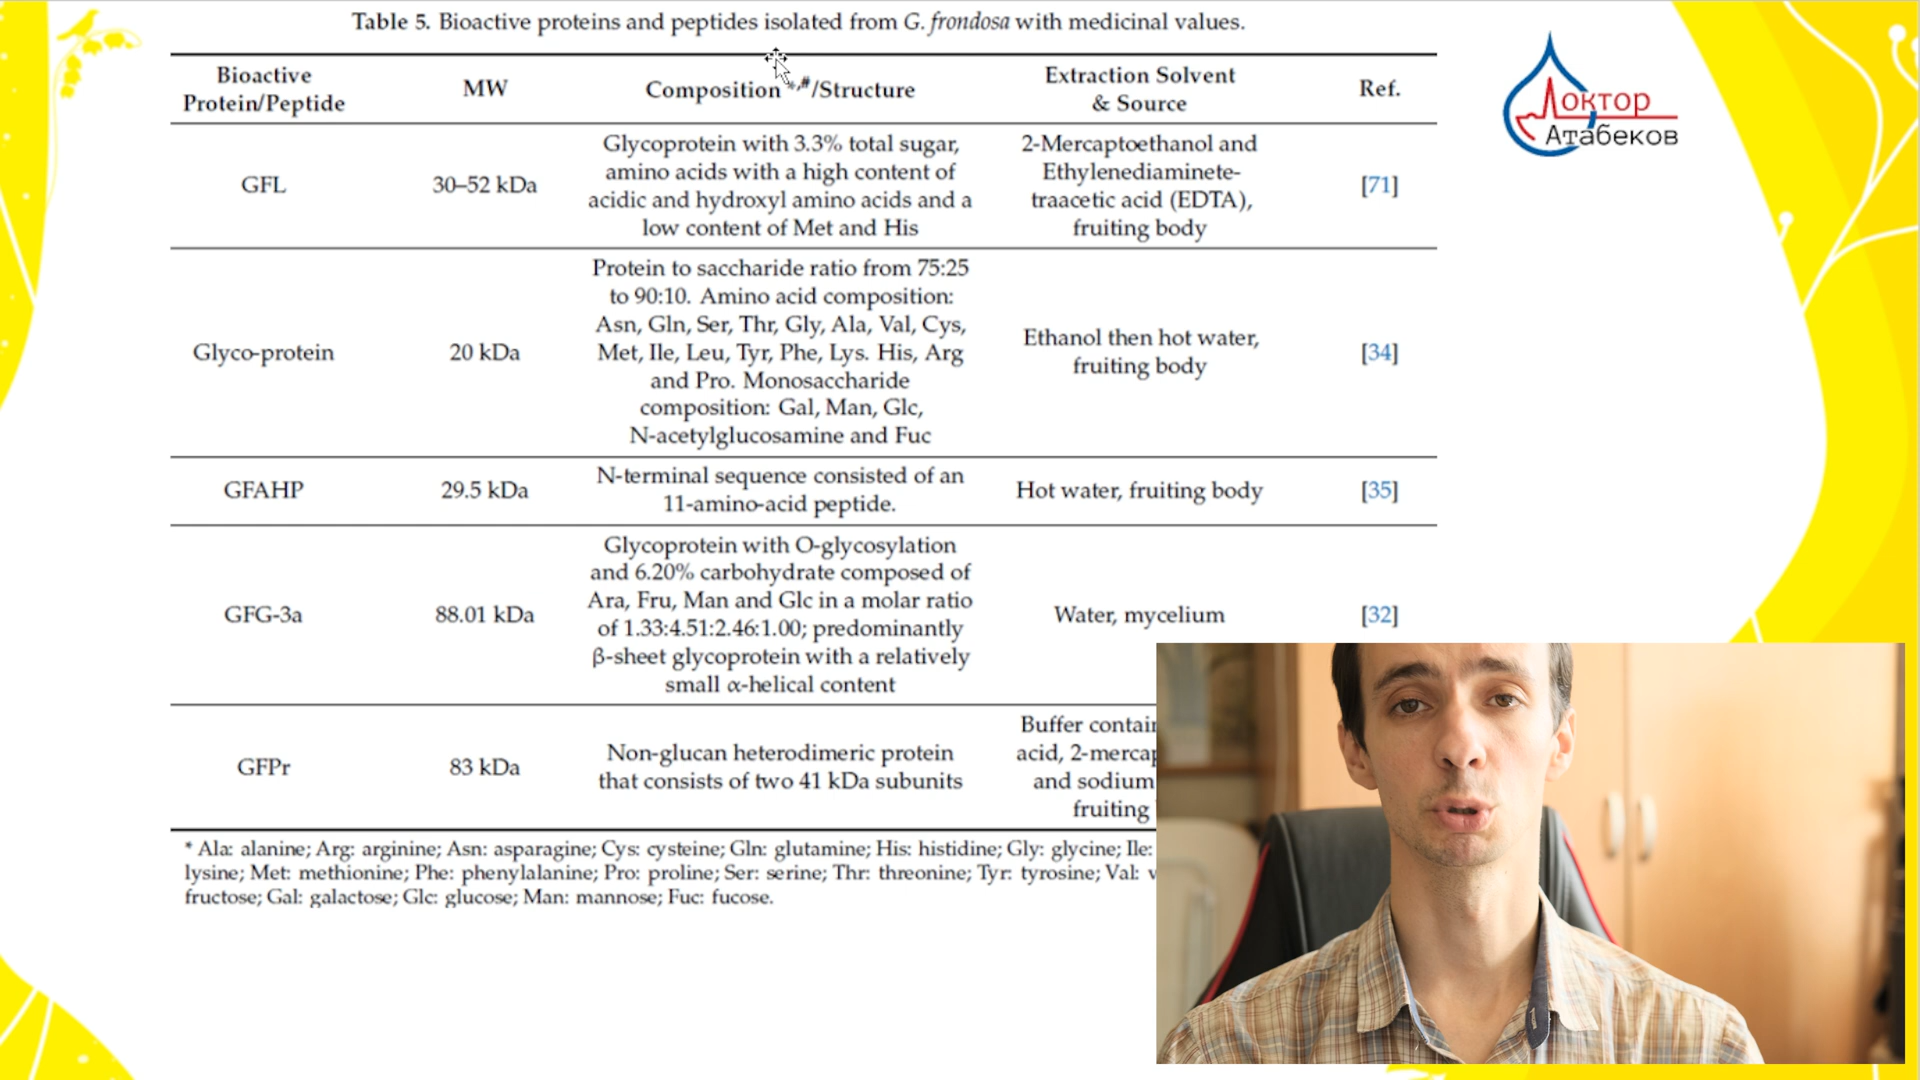 Table 5. Bioactive proteins and peptides isolated from G. frondosa with medicinal values.
Bioactive
Protein/Peptide
MW
Composition *,#/Structure
Extraction Solvent
& Source
Ref.
GFL
30–52 kDa
Glycoprotein with 3.3% total sugar,
amino acids with a high content of
acidic and hydroxyl amino acids and a
low content of Met and His
2-Mercaptoethanol and
Ethylenediaminete-
traacetic acid (EDTA),
fruiting body
[71]
Glyco-protein
20 kDa
Protein to saccharide ratio from 75:25
to 90:10. Amino acid composition:
Asn, Gln, Ser, Thr, Gly, Ala, Val, Cys,
Met, Ile, Leu, Tyr, Phe, Lys. His, Arg
and Pro. Monosaccharide
composition: Gal, Man, Glc,
N-acetylglucosamine and Fuc
Ethanol then hot water,
fruiting body
[34]
GFAHP
29.5 kDa
N-terminal sequence consisted of an
11-amino-acid peptide.
Hot water, fruiting body
[35]
GFG-3a
88.01 kDa
Glycoprotein with O-glycosylation
and 6.20% carbohydrate composed of
Ara, Fru, Man and Glc in a molar ratio
of 1.33:4.51:2.46:1.00; predominantly
β-sheet glycoprotein with a relatively
small α-helical content
Water, mycelium
[32]
GFPr
83 kDa
Non-glucan heterodimeric protein
that consists of two 41 kDa subunits
Buffer contain
acid, 2-mercap
and sodium
fruiting
* Ala: alanine; Arg: arginine; Asn: asparagine; Cys: cysteine; Gln: glutamine; His: histidine; Gly: glycine; Ile:
lysine; Met: methionine; Phe: phenylalanine; Pro: proline; Ser: serine; Thr: threonine; Tyr: tyrosine; Val: v
fructose; Gal: galactose; Glc: glucose; Man: mannose; Fuc: fucose.
Доктор
Атабеков